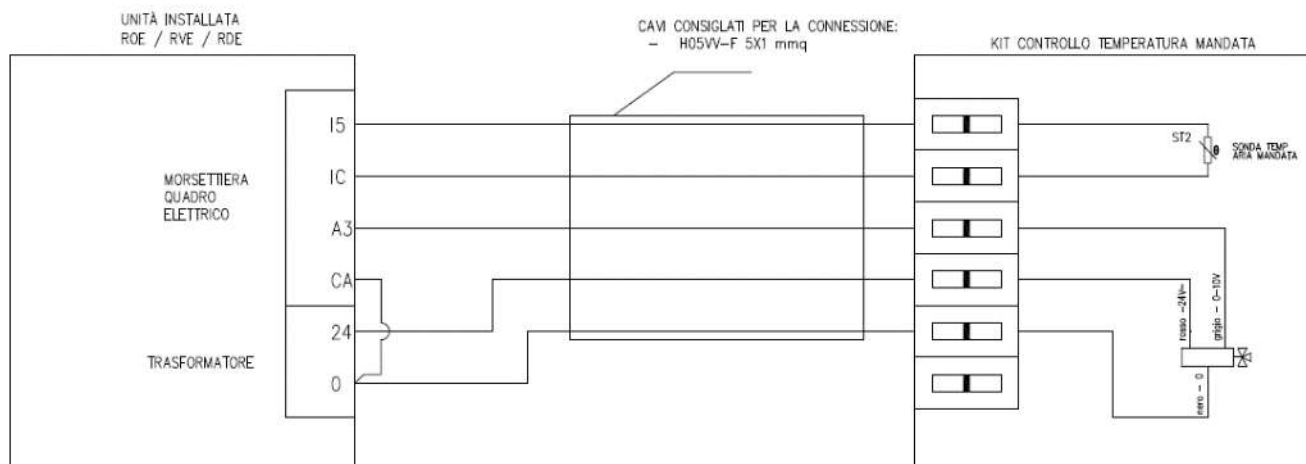 UNITÀ INSTALLATA
ROE / RVE / RDE
CAVI CONSIGLATI PER LA CONNESSIONE:
- H05VV-F 5X1 mmq
KIT CONTROLLO TEMPERATURA MANDATA
MORSETTIERA
QUADRO
ELETTRICO
I5
IC
A3
CA
TRASFORMATORE
24
0
ST2
θ
SONDA TEMP.
ARIA MANDATA
rosso -24V~
grigio - 0-10V
nero - 0